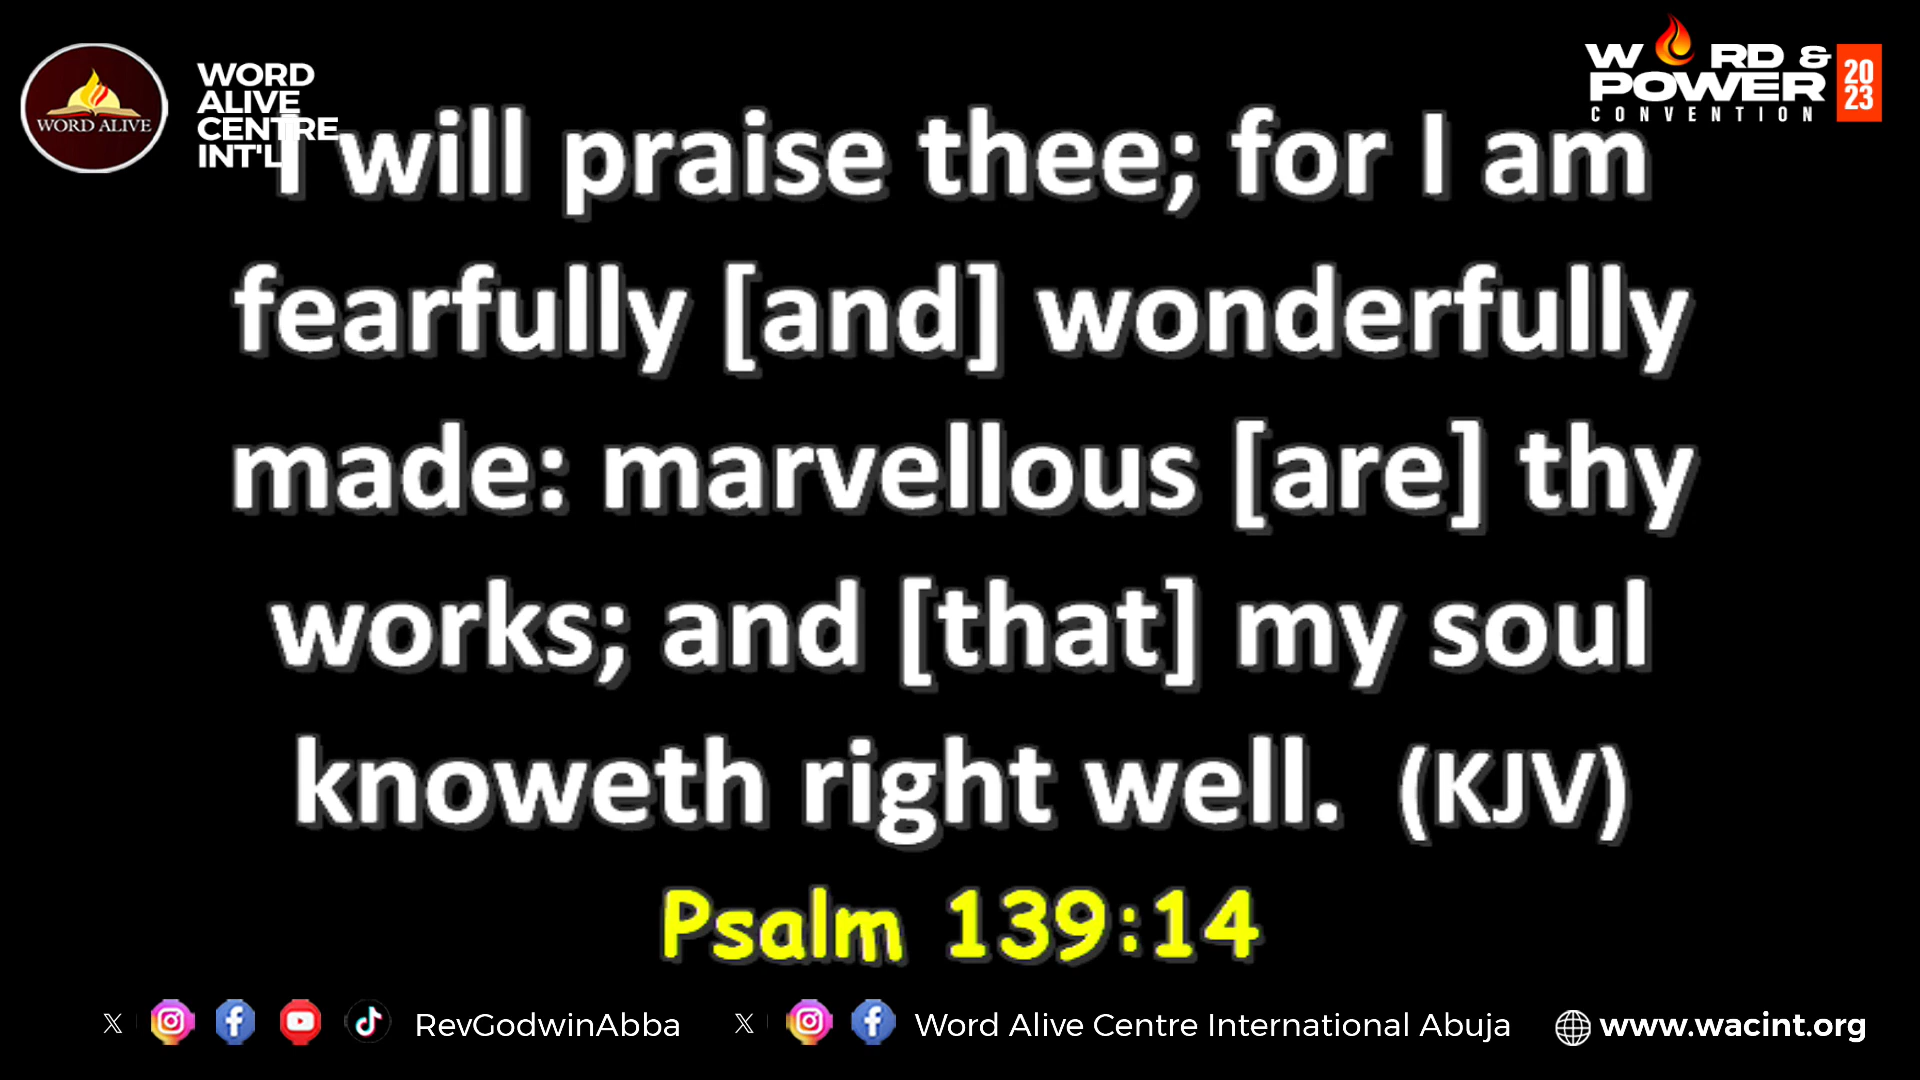 WORD ALIVE
WORD
ALIVE
CENTRE
INT'L
WORD &
POWER
CONVENTION
20
23
I will praise thee; for I am
fearfully [and] wonderfully
made: marvellous [are] thy
works; and [that] my soul
knoweth right well. (KJV)
Psalm 139:14
RevGodwinAbba
Word Alive Centre International Abuja
www.wacint.org